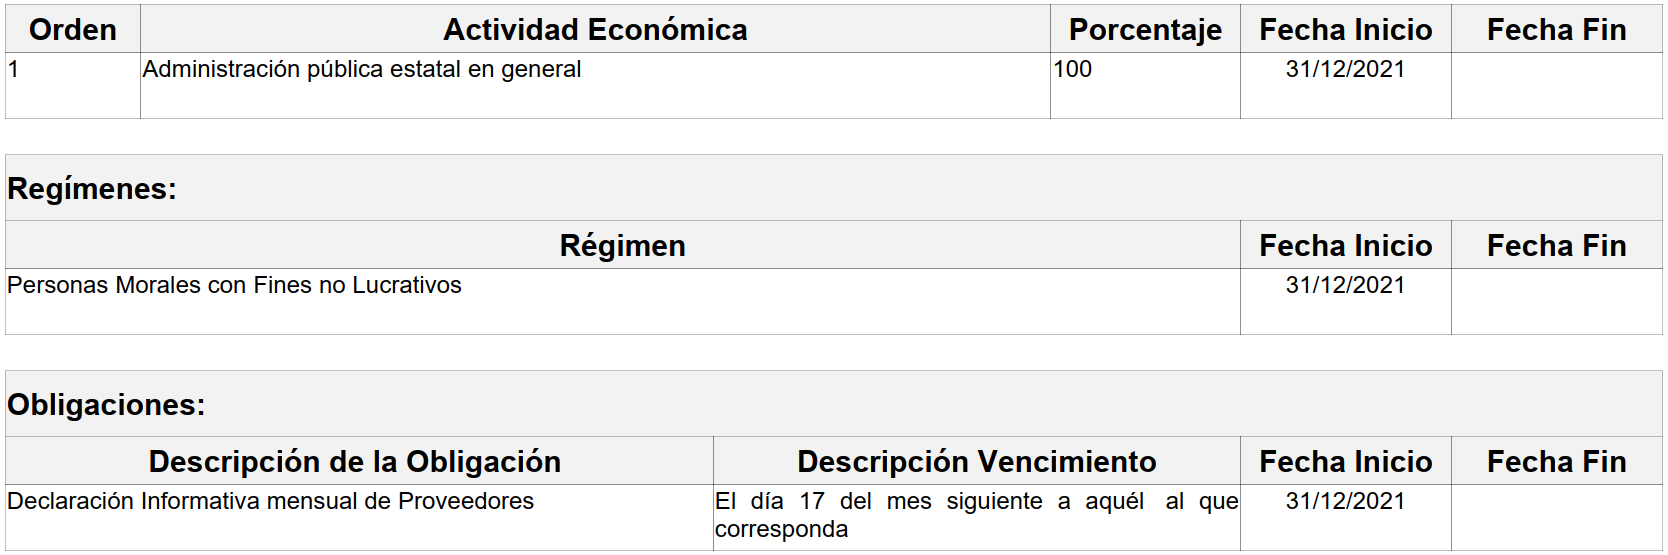 Orden Actividad Económica Porcentaje Fecha Inicio Fecha Fin
1 Administración pública estatal en general 100 31/12/2021
Regímenes:
Régimen Fecha Inicio Fecha Fin
Personas Morales con Fines no Lucrativos 31/12/2021
Obligaciones:
Descripción de la Obligación Descripción Vencimiento Fecha Inicio Fecha Fin
Declaración Informativa mensual de Proveedores El día 17 del mes siguiente a aquél al que 31/12/2021
corresponda